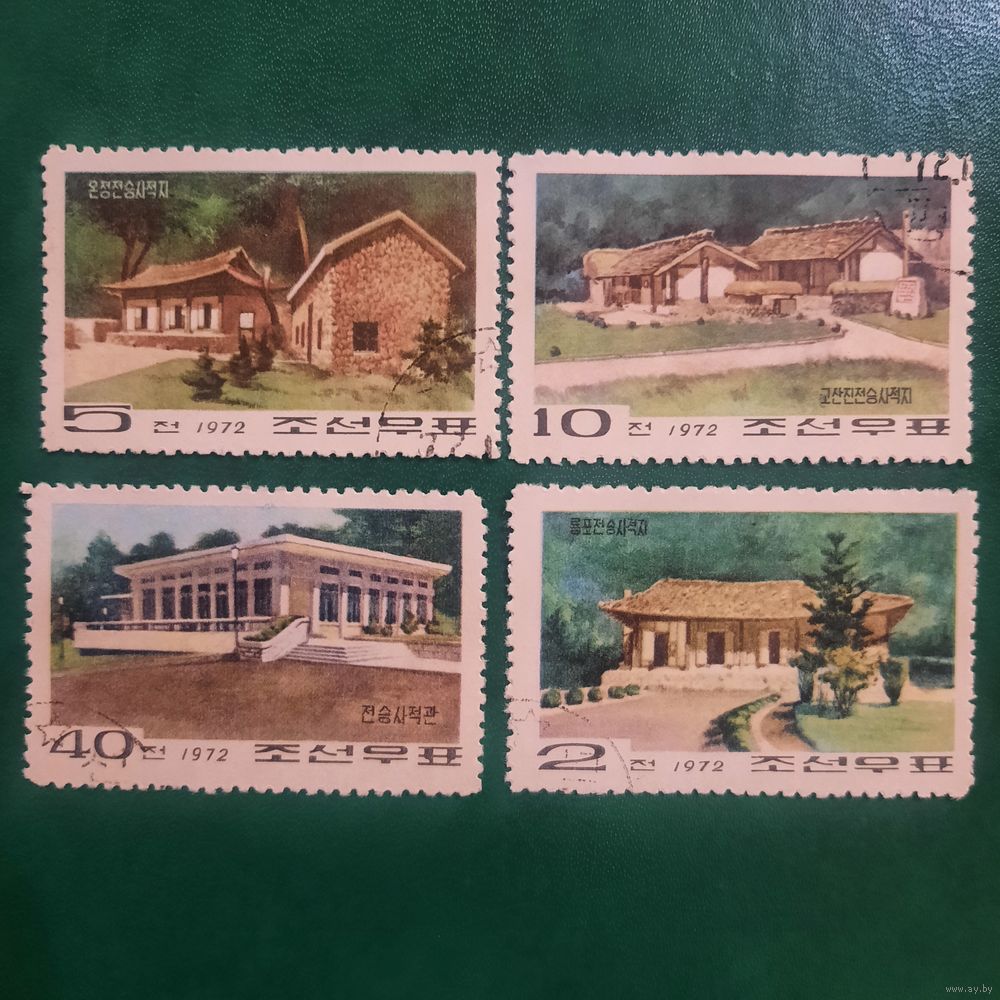 온정전승사적지
5 전 1972 조선우표
고산진전승사적지
10 전 1972 조선우표
전승사적관
40 전 1972 조선우표
룡포전승사적지
2 전 1972 조선우표
www.ay.by